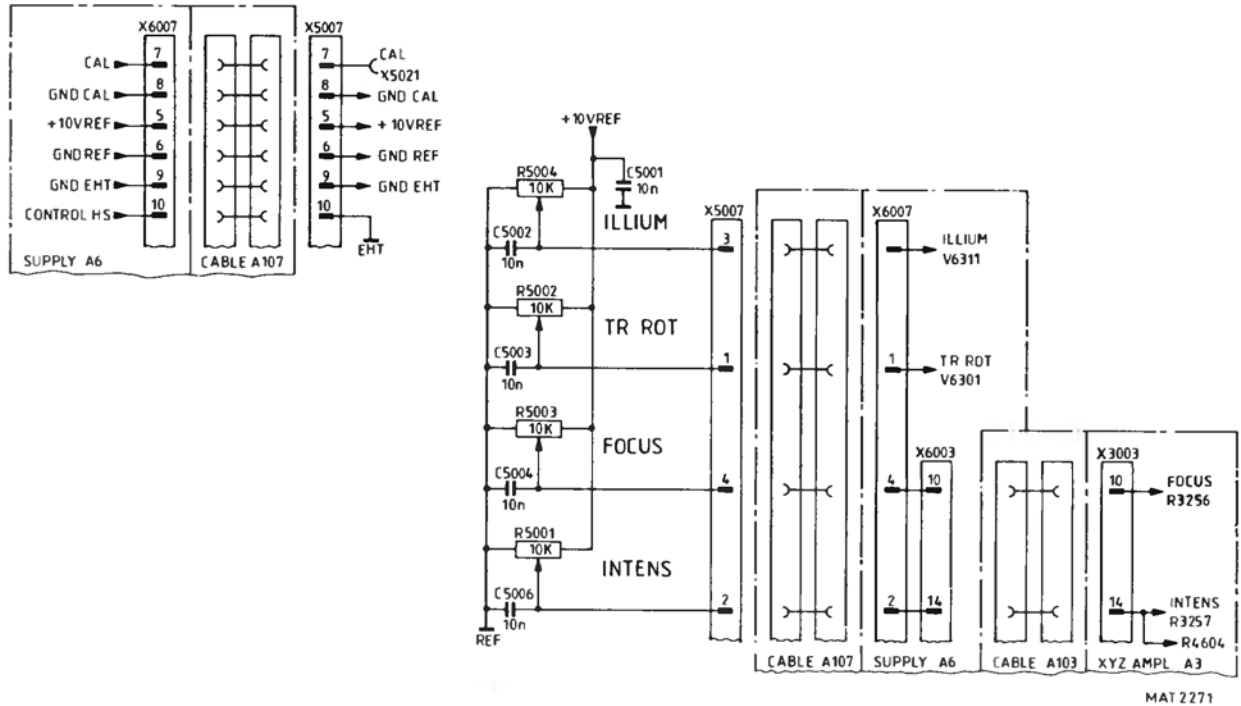 X6007
X5007
CAL 7
7 CAL
X5021
GND CAL 8
8 GND CAL
+10VREF 5
5 +10VREF
GND REF 6
6 GND REF
GND EHT 9
9 GND EHT
CONTROL HS 10
10
EHT
SUPPLY A6
CABLE A107
+10VREF
R5004
10K
C5001
10n
ILLIUM
C5002
10n
X5007
3
X6007
ILLIUM
V6311
R5002
10K
TR ROT
C5003
10n
1
1
TR ROT
V6301
R5003
10K
FOCUS
C5004
10n
4
4
X6003
10
X3003
10
FOCUS
R3256
R5001
10K
INTENS
C5006
10n
2
2
14
14
INTENS
R3257
R4604
REF
CABLE A107
SUPPLY A6
CABLE A103
XYZ AMPL A3
MAT 2271